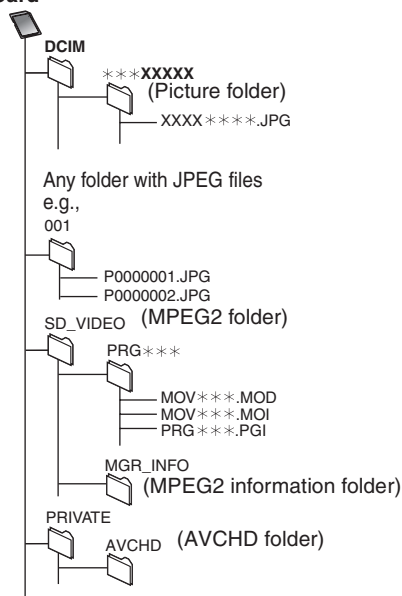 DCIM
✳✳✳XXXXX
(Picture folder)
XXXX✳✳✳✳.JPG
Any folder with JPEG files
e.g.,
001
P0000001.JPG
P0000002.JPG
SD_VIDEO (MPEG2 folder)
PRG✳✳✳
MOV✳✳✳.MOD
MOV✳✳✳.MOI
PRG✳✳✳.PGI
MGR_INFO
(MPEG2 information folder)
PRIVATE
AVCHD (AVCHD folder)